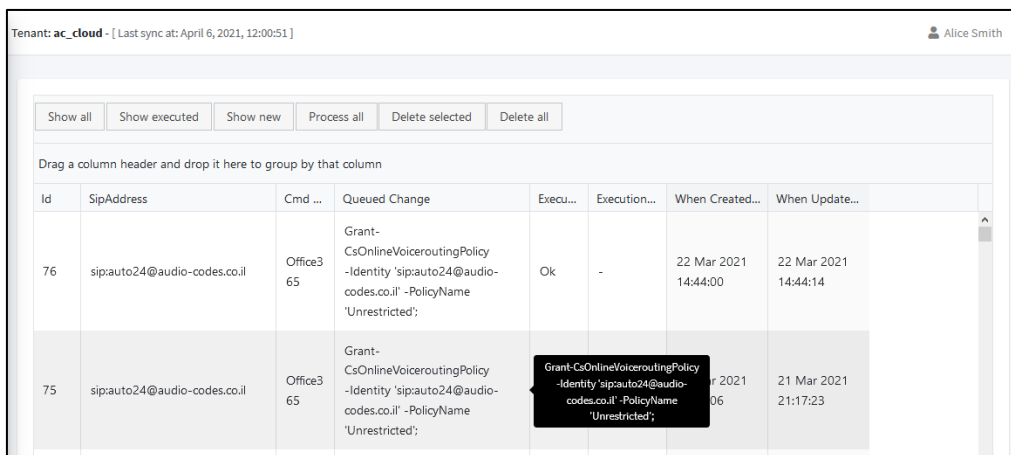 Tenant: ac_cloud - [ Last sync at: April 6, 2021, 12:00:51 ]
Alice Smith
Show all
Show executed
Show new
Process all
Delete selected
Delete all
Drag a column header and drop it here to group by that column
Id
SipAddress
Cmd ...
Queued Change
Execu...
Execution...
When Created...
When Update...
76
sip:auto24@audio-codes.co.il
Office3
65
Grant-
CsOnlineVoiceroutingPolicy
-Identity 'sip:auto24@audio-
codes.co.il' -PolicyName
'Unrestricted';
Ok
-
22 Mar 2021
14:44:00
22 Mar 2021
14:44:14
75
sip:auto24@audio-codes.co.il
Office3
65
Grant-
CsOnlineVoiceroutingPolicy
-Identity 'sip:auto24@audio-
codes.co.il' -PolicyName
'Unrestricted';
Grant-CsOnlineVoiceroutingPolicy
-Identity 'sip:auto24@audio-
codes.co.il' -PolicyName
'Unrestricted';
2021
06
21 Mar 2021
21:17:23